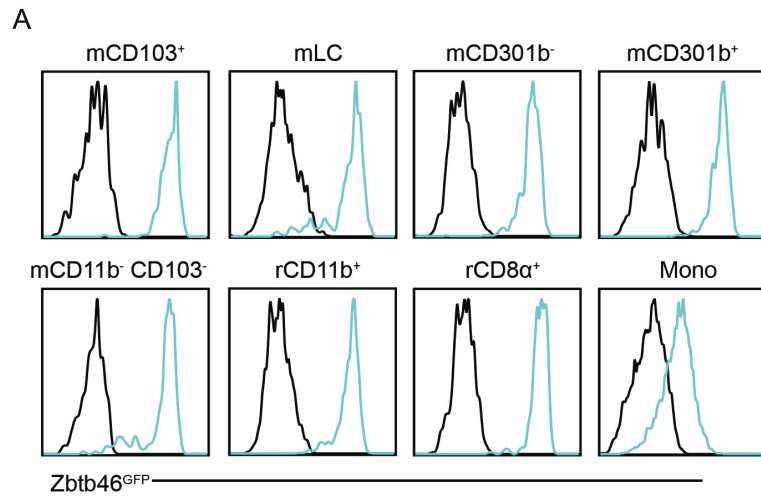 A
mCD103⁺ mLC mCD301b⁻ mCD301b⁺
mCD11b⁻ CD103⁻ rCD11b⁺ rCD8α⁺ Mono
Zbtb46ᴳᶠᴾ